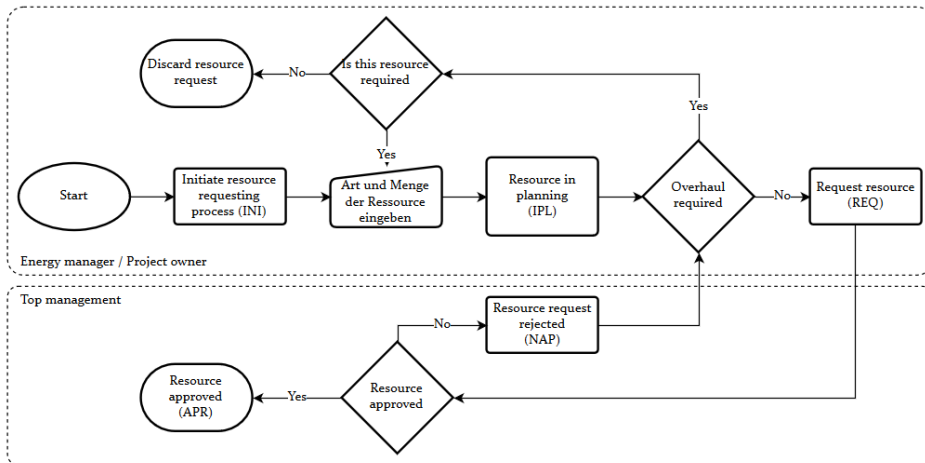 Discard resource
request
No
Is this resource
required
Yes
Yes
Start
Initiate resource
requesting
process (INI)
Art und Menge
der Ressource
eingeben
Resource in
planning
(IPL)
Overhaul
required
No
Request resource
(REQ)
Energy manager / Project owner
Top management
No
Resource request
rejected
(NAP)
Resource
approved
(APR)
Yes
Resource
approved